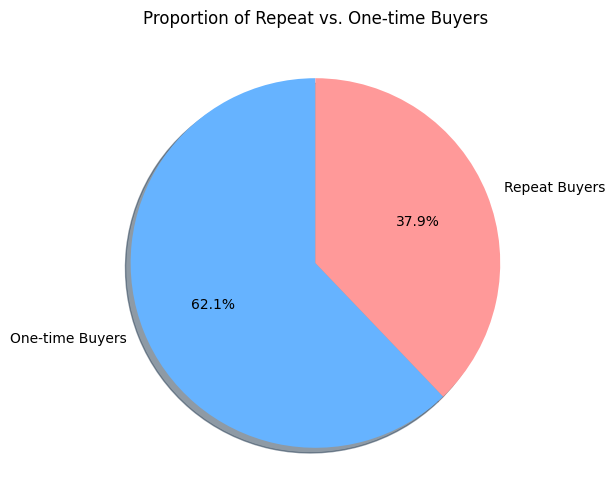 Proportion of Repeat vs. One-time Buyers
Repeat Buyers
37.9%
62.1%
One-time Buyers